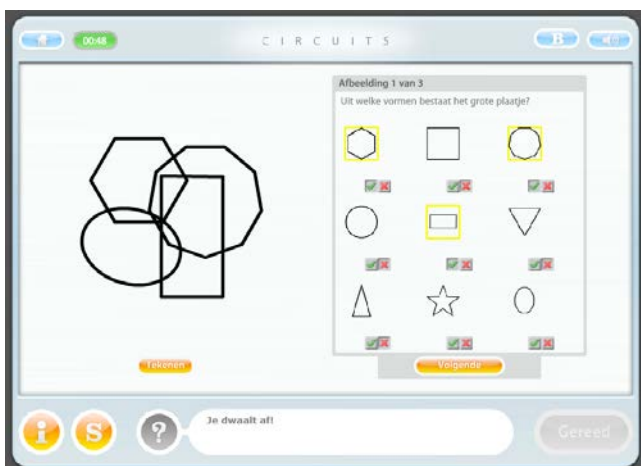 00:48
CIRCUITS
B
Afbeelding 1 van 3
Uit welke vormen bestaat het grote plaatje?
Tekenen
Volgende
i
S
?
Je dwaalt af!
Gereed